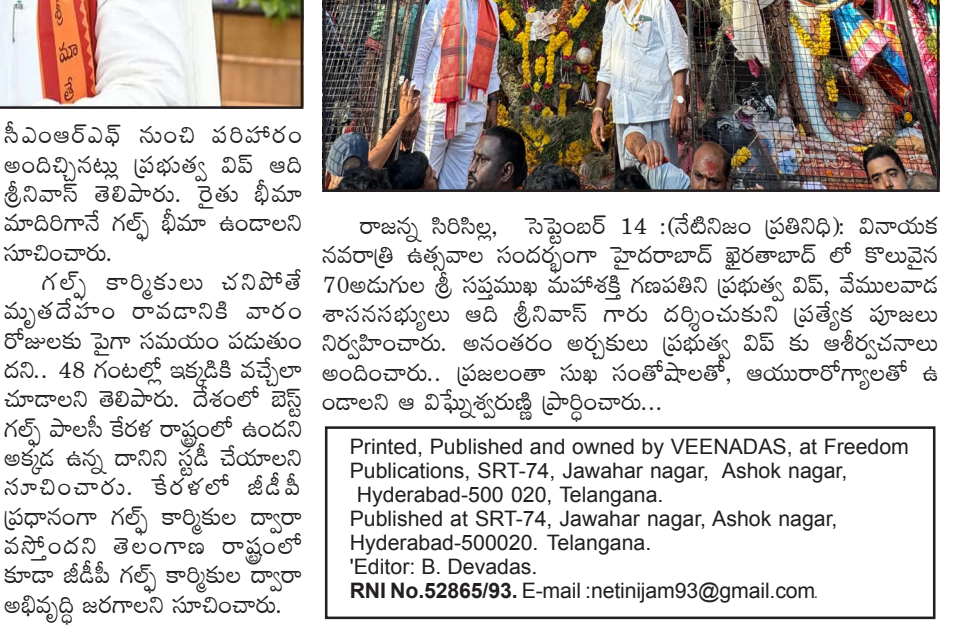 శ్రీ
మా
త్రే
సీఎంఆర్ఎఫ్ నుంచి పరిహారం
అందిచ్చినట్లు ప్రభుత్వ విప్ ఆది
శ్రీనివాస్ తెలిపారు. రైతు భీమా
మాదిరిగానే గల్ఫ్ భీమా ఉండాలని
సూచించారు.
గల్ఫ్ కార్మికులు చనిపోతే
మృతదేహం రావడానికి వారం
రోజులకు పైగా సమయం పడుతుం
దని.. 48 గంటల్లో ఇక్కడికి వచ్చేలా
చూడాలని తెలిపారు. దేశంలో బెస్ట్
గల్ఫ్ పాలసీ కేరళ రాష్ట్రంలో ఉందని
అక్కడ ఉన్న దానిని స్టడీ చేయాలని
సూచించారు. కేరళలో జీడీపీ
ప్రధానంగా గల్ఫ్ కార్మికుల ద్వారా
వస్తోందని తెలంగాణ రాష్ట్రంలో
కూడా జీడీపీ గల్ఫ్ కార్మికుల ద్వారా
అభివృద్ధి జరగాలని సూచించారు.
రాజన్న సిరిసిల్ల, సెప్టెంబర్ 14 :(నేటినిజం ప్రతినిధి): వినాయక
నవరాత్రి ఉత్సవాల సందర్భంగా హైదరాబాద్ ఖైరతాబాద్ లో కొలువైన
70అడుగుల శ్రీ సప్తముఖ మహాశక్తి గణపతిని ప్రభుత్వ విప్, వేములవాడ
శాసనసభ్యులు ఆది శ్రీనివాస్ గారు దర్శించుకుని ప్రత్యేక పూజలు
నిర్వహించారు. అనంతరం అర్చకులు ప్రభుత్వ విప్ కు ఆశీర్వచనాలు
అందించారు.. ప్రజలంతా సుఖ సంతోషాలతో, ఆయురారోగ్యాలతో ఉ
ండాలని ఆ విఘ్నేశ్వరుణ్ణి ప్రార్థించారు...
Printed, Published and owned by VEENADAS, at Freedom
Publications, SRT-74, Jawahar nagar, Ashok nagar,
Hyderabad-500 020, Telangana.
Published at SRT-74, Jawahar nagar, Ashok nagar,
Hyderabad-500020. Telangana.
'Editor: B. Devadas.
RNI No.52865/93. E-mail :netinijam93@gmail.com.